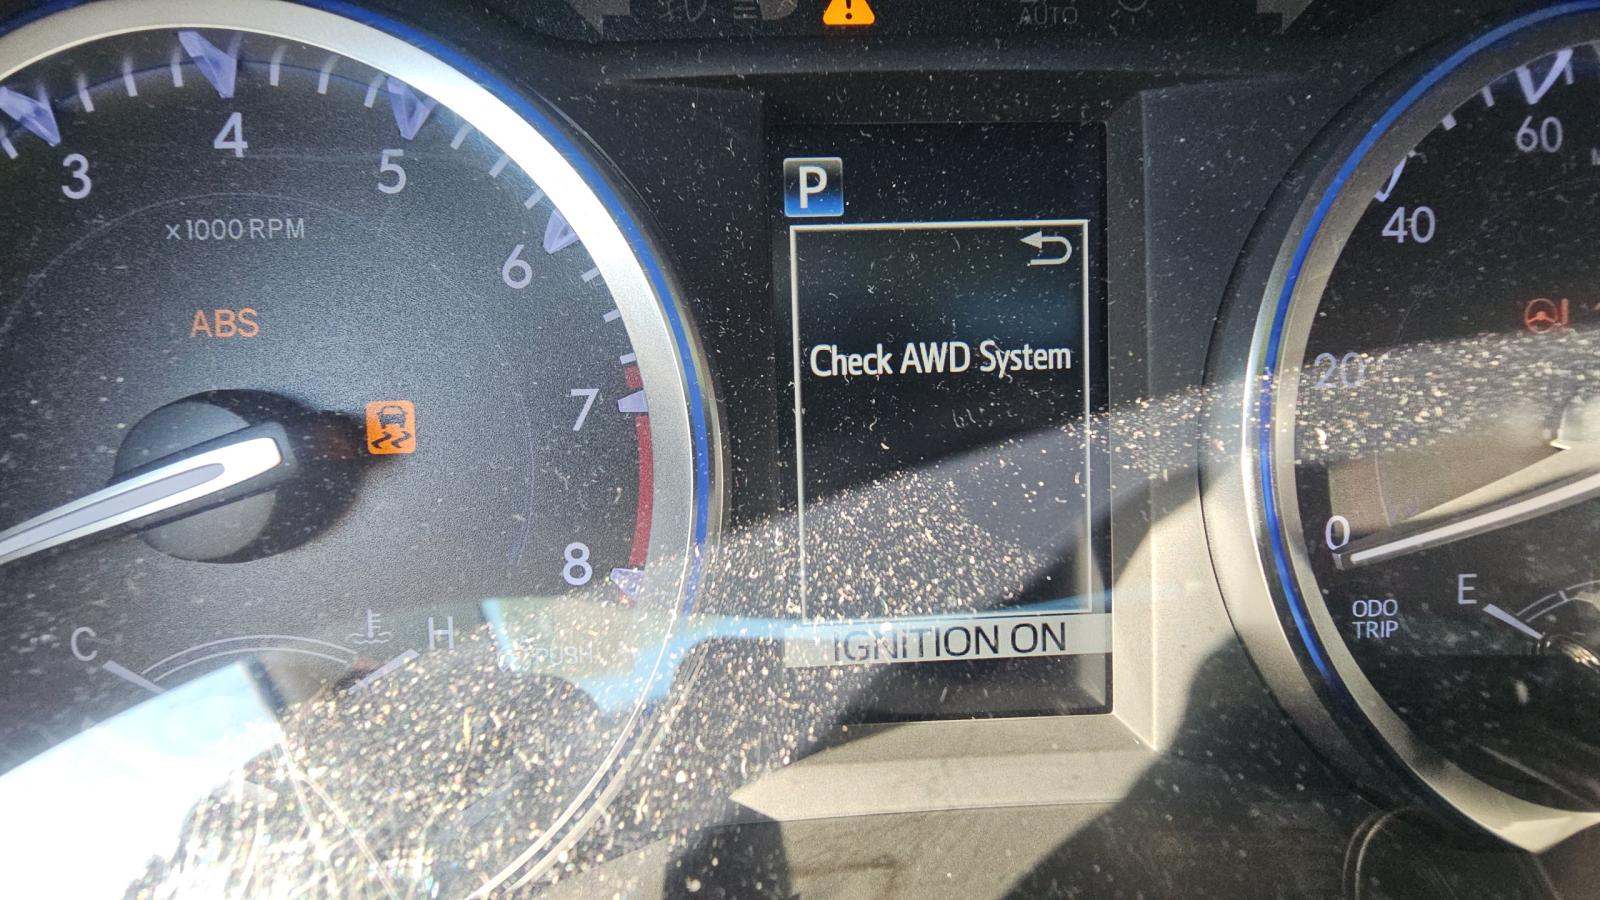 AUTO
3
4
5
6
7
8
x1000 RPM
ABS
C
H
PUSH
P
Check AWD System
IGNITION ON
60
40
20
0
ODO
TRIP
E